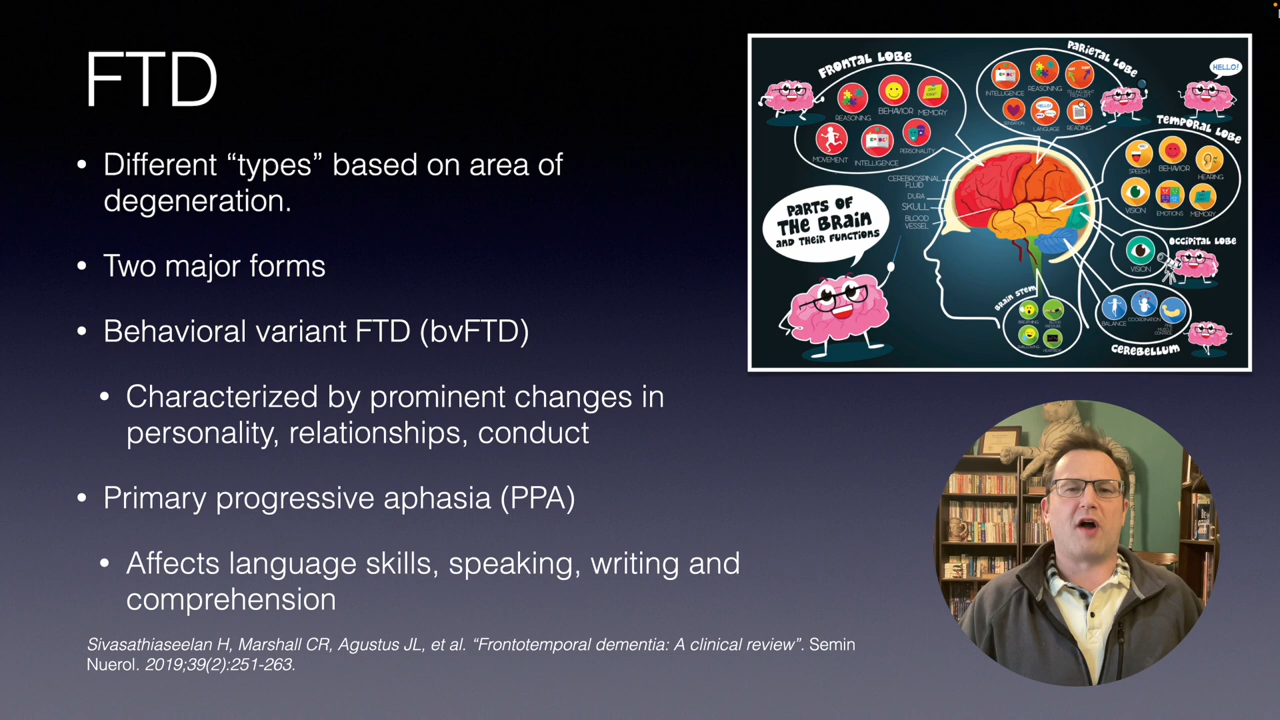 FTD
• Different “types” based on area of
degeneration.
• Two major forms
• Behavioral variant FTD (bvFTD)
• Characterized by prominent changes in
personality, relationships, conduct
• Primary progressive aphasia (PPA)
• Affects language skills, speaking, writing and
comprehension
Sivasathiaseelan H, Marshall CR, Agustus JL, et al. “Frontotemporal dementia: A clinical review”. Semin
Nuerol. 2019;39(2):251-263.
FRONTAL LOBE
REASONING
BEHAVIOR
MEMORY
MOVEMENT
INTELLIGENCE
PERSONALITY
PARIETAL LOBE
INTELLIGENCE
REASONING
LANGUAGE
READING
HELLO!
TEMPORAL LOBE
SPEECH
BEHAVIOR
HEARING
VISION
EMOTIONS
MEMORY
CEREBROSPINAL
FLUID
DURA
SKULL
BLOOD
VESSEL
PARTS OF
THE BRAIN
AND THEIR FUNCTIONS
OCCIPITAL LOBE
VISION
BRAIN STEM
BREATHING
CEREBELLUM
BALANCE
COORDINATION